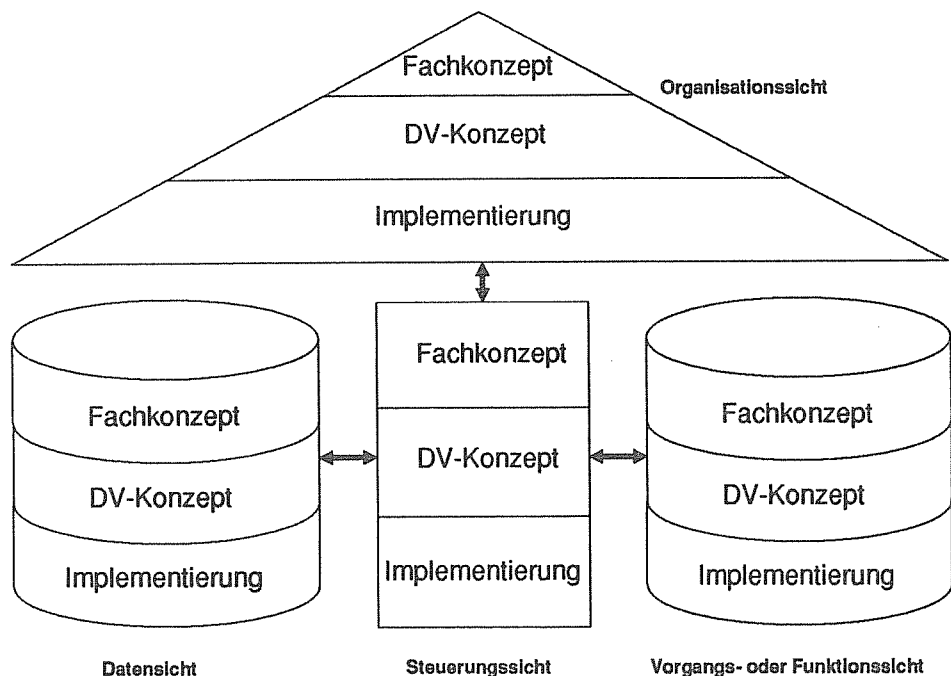 Fachkonzept
Organisationssicht
DV-Konzept
Implementierung
Fachkonzept
DV-Konzept
Implementierung
Fachkonzept
DV-Konzept
Implementierung
Fachkonzept
DV-Konzept
Implementierung
Datensicht
Steuerungssicht
Vorgangs- oder Funktionssicht